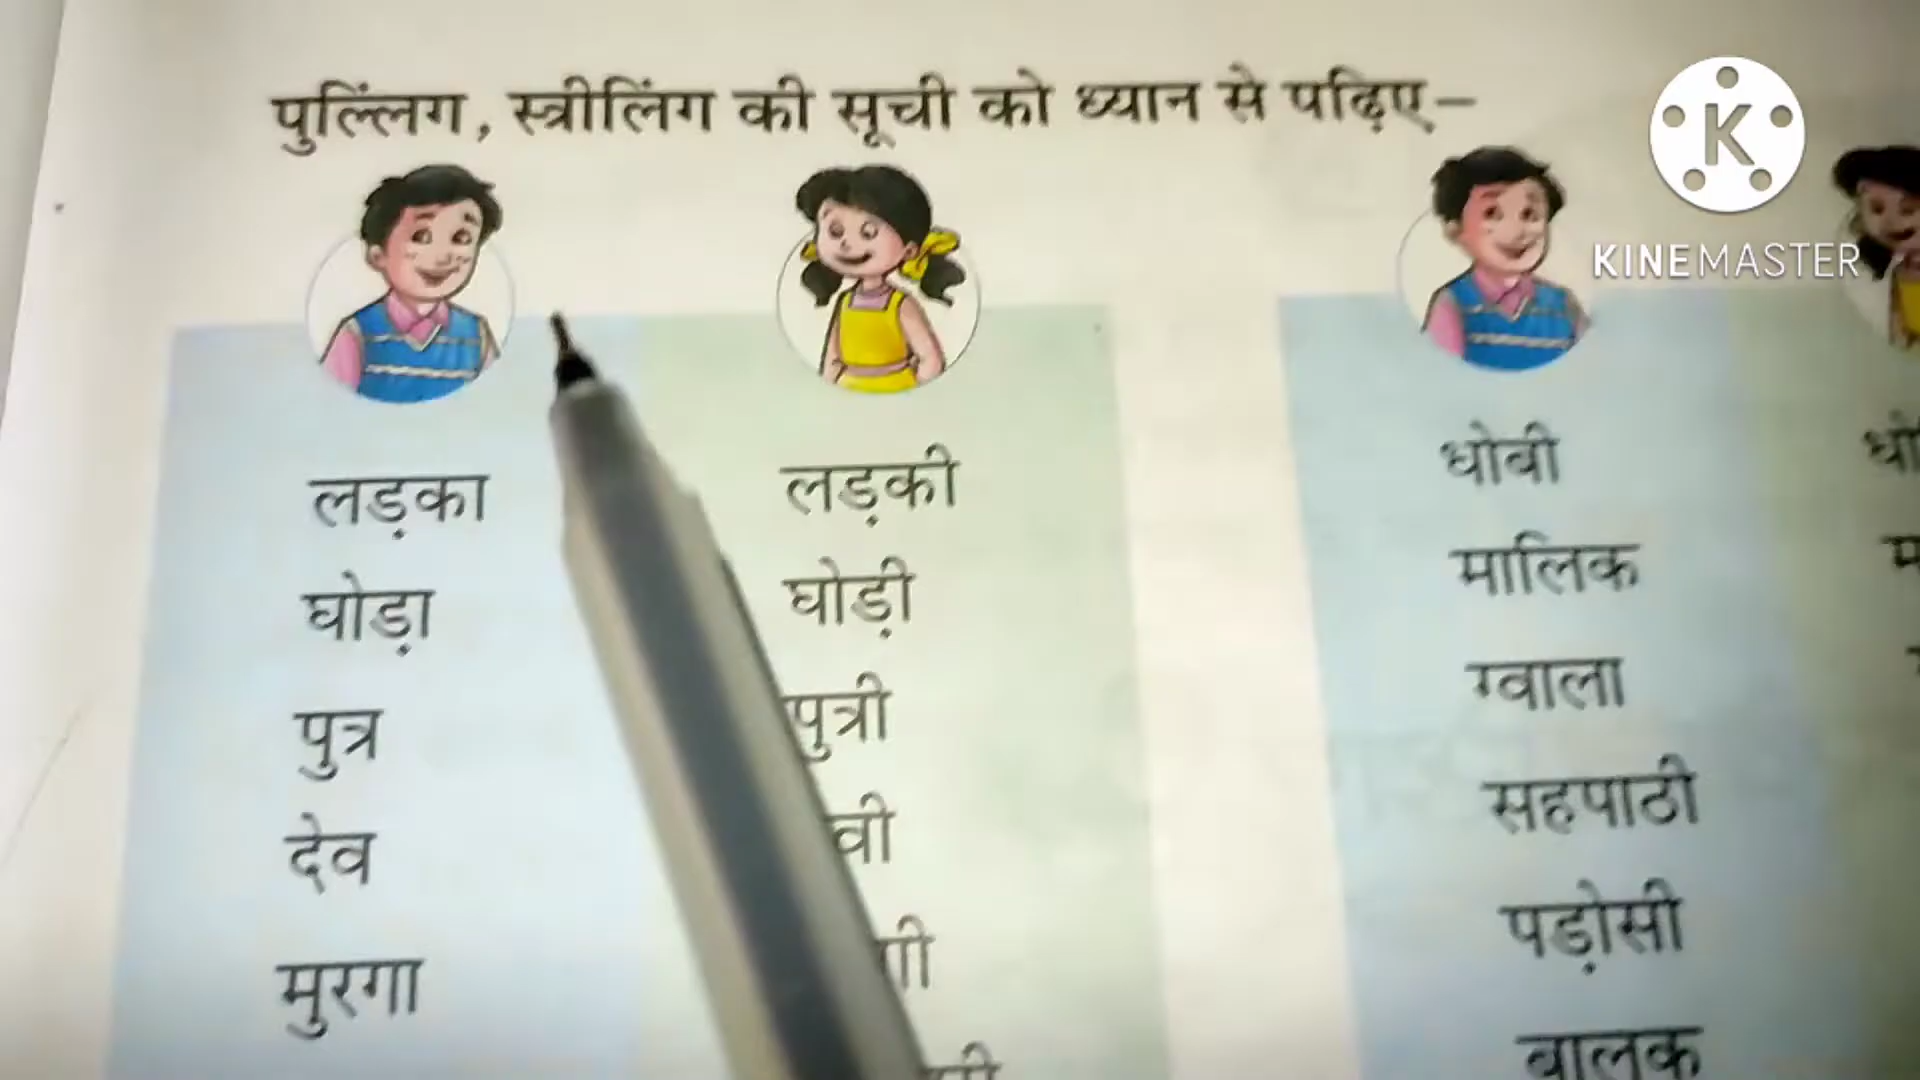 पुल्लिंग, स्त्रीलिंग की सूची को ध्यान से पढ़िए–
K
KINEMASTER
लड़का लड़की
घोड़ा घोड़ी
पुत्र पुत्री
देव
मुरगा
धोबी
मालिक
ग्वाला
सहपाठी
पड़ोसी
बालक